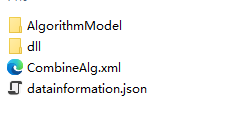 AlgorithmModel
dll
CombineAlg.xml
datainformation.json